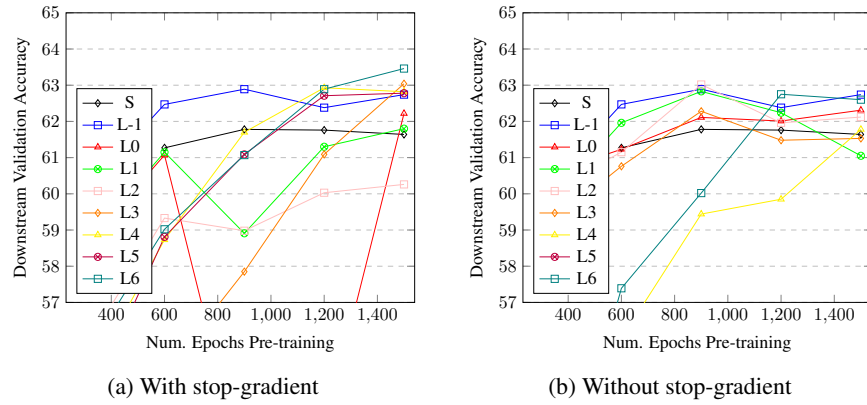 65
64
63
62
61
60
59
58
57
Downstream Validation Accuracy
S
L-1
L0
L1
L2
L3
L4
L5
L6
400 600 800 1,000 1,200 1,400
Num. Epochs Pre-training
(a) With stop-gradient
65
64
63
62
61
60
59
58
57
Downstream Validation Accuracy
S
L-1
L0
L1
L2
L3
L4
L5
L6
400 600 800 1,000 1,200 1,400
Num. Epochs Pre-training
(b) Without stop-gradient